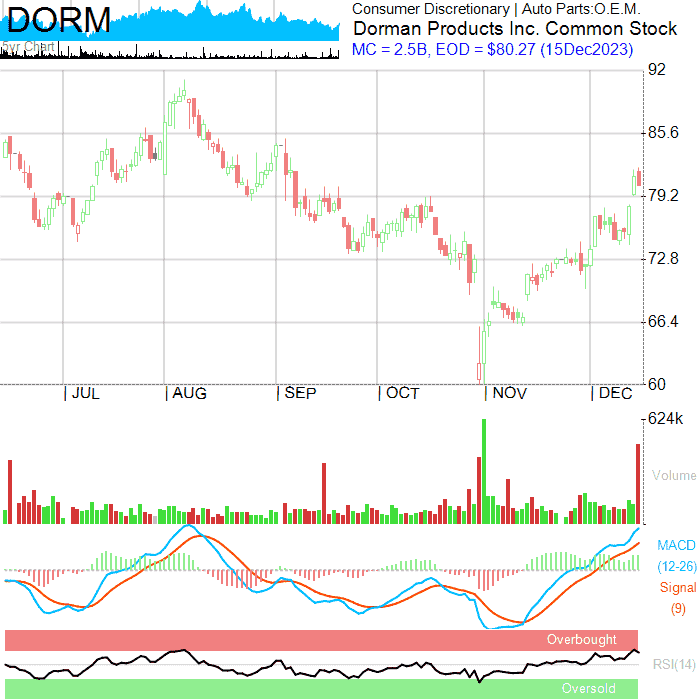 DORM
5yr Chart
Consumer Discretionary | Auto Parts:O.E.M.
Dorman Products Inc. Common Stock
MC = 2.5B, EOD = $80.27 (15Dec2023)
92
85.6
79.2
72.8
66.4
60
| JUL | AUG | SEP | OCT | NOV | DEC
624k
Volume
MACD
(12-26)
Signal
(9)
Overbought
RSI(14)
Oversold